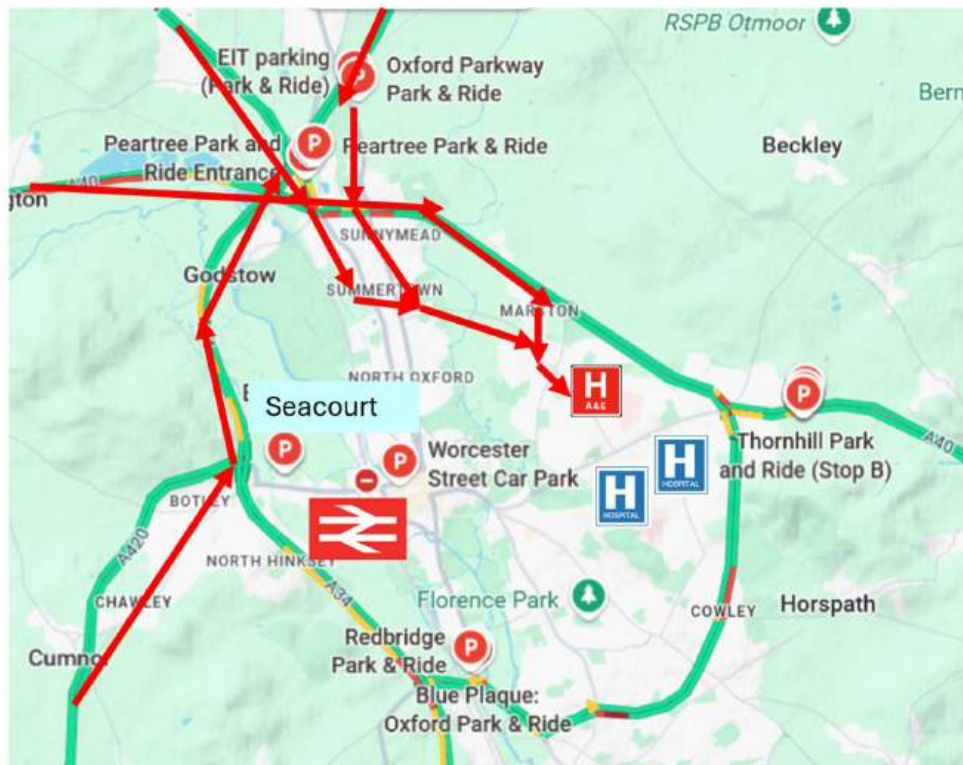 RSPB Otmoor
EIT parking
(Park & Ride)
Oxford Parkway
Park & Ride
P
Bern
Peartree Park and
Ride Entrance
P
Peartree Park & Ride
Beckley
A40
gton
SUNNYMEAD
Godstow
SUMMERTOWN
MARSTON
NORTH OXFORD
H
A&E
Seacourt
P
P
Worcester
Street Car Park
P
Thornhill Park
and Ride (Stop B)
A40
H
HOSPITAL
H
HOSPITAL
BOTLEY
A420
NORTH HINKSEY
A34
CHAWLEY
Florence Park
COWLEY
Horspath
Cumnor
Redbridge
Park & Ride
P
Blue Plaque:
Oxford Park & Ride